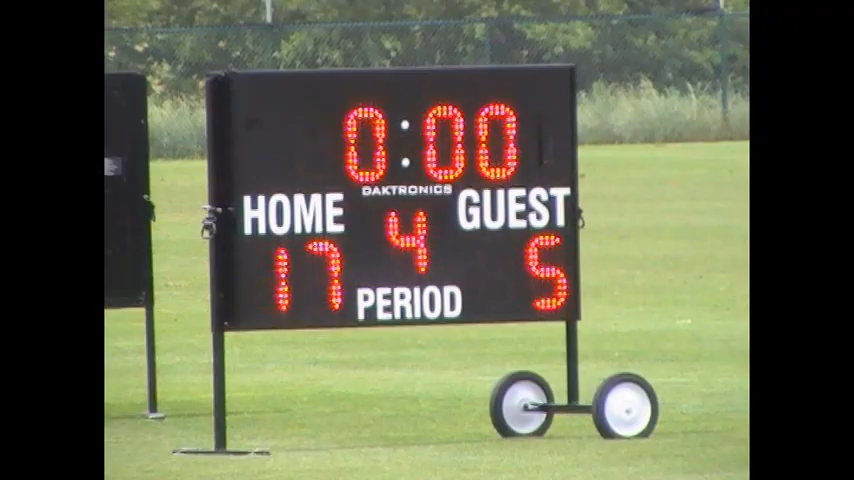 0:00
DAKTRONICS
HOME 4 GUEST
17 5
PERIOD